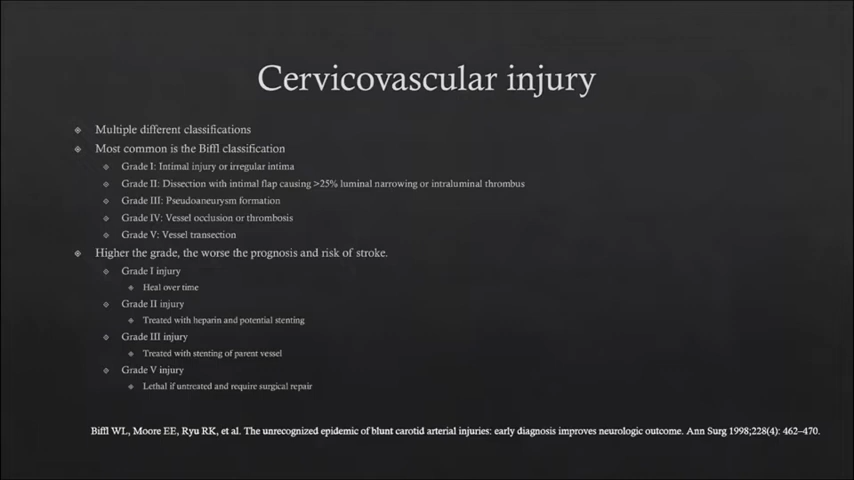 Cervicovascular injury
Multiple different classifications
Most common is the Biffl classification
Grade I: Intimal injury or irregular intima
Grade II: Dissection with intimal flap causing >25% luminal narrowing or intraluminal thrombus
Grade III: Pseudoaneurysm formation
Grade IV: Vessel occlusion or thrombosis
Grade V: Vessel transection
Higher the grade, the worse the prognosis and risk of stroke.
Grade I injury
Heal over time
Grade II injury
Treated with heparin and potential stenting
Grade III injury
Treated with stenting of parent vessel
Grade V injury
Lethal if untreated and require surgical repair
Biffl WL, Moore EE, Ryu RK, et al. The unrecognized epidemic of blunt carotid arterial injuries: early diagnosis improves neurologic outcome. Ann Surg 1998;228(4): 462–470.